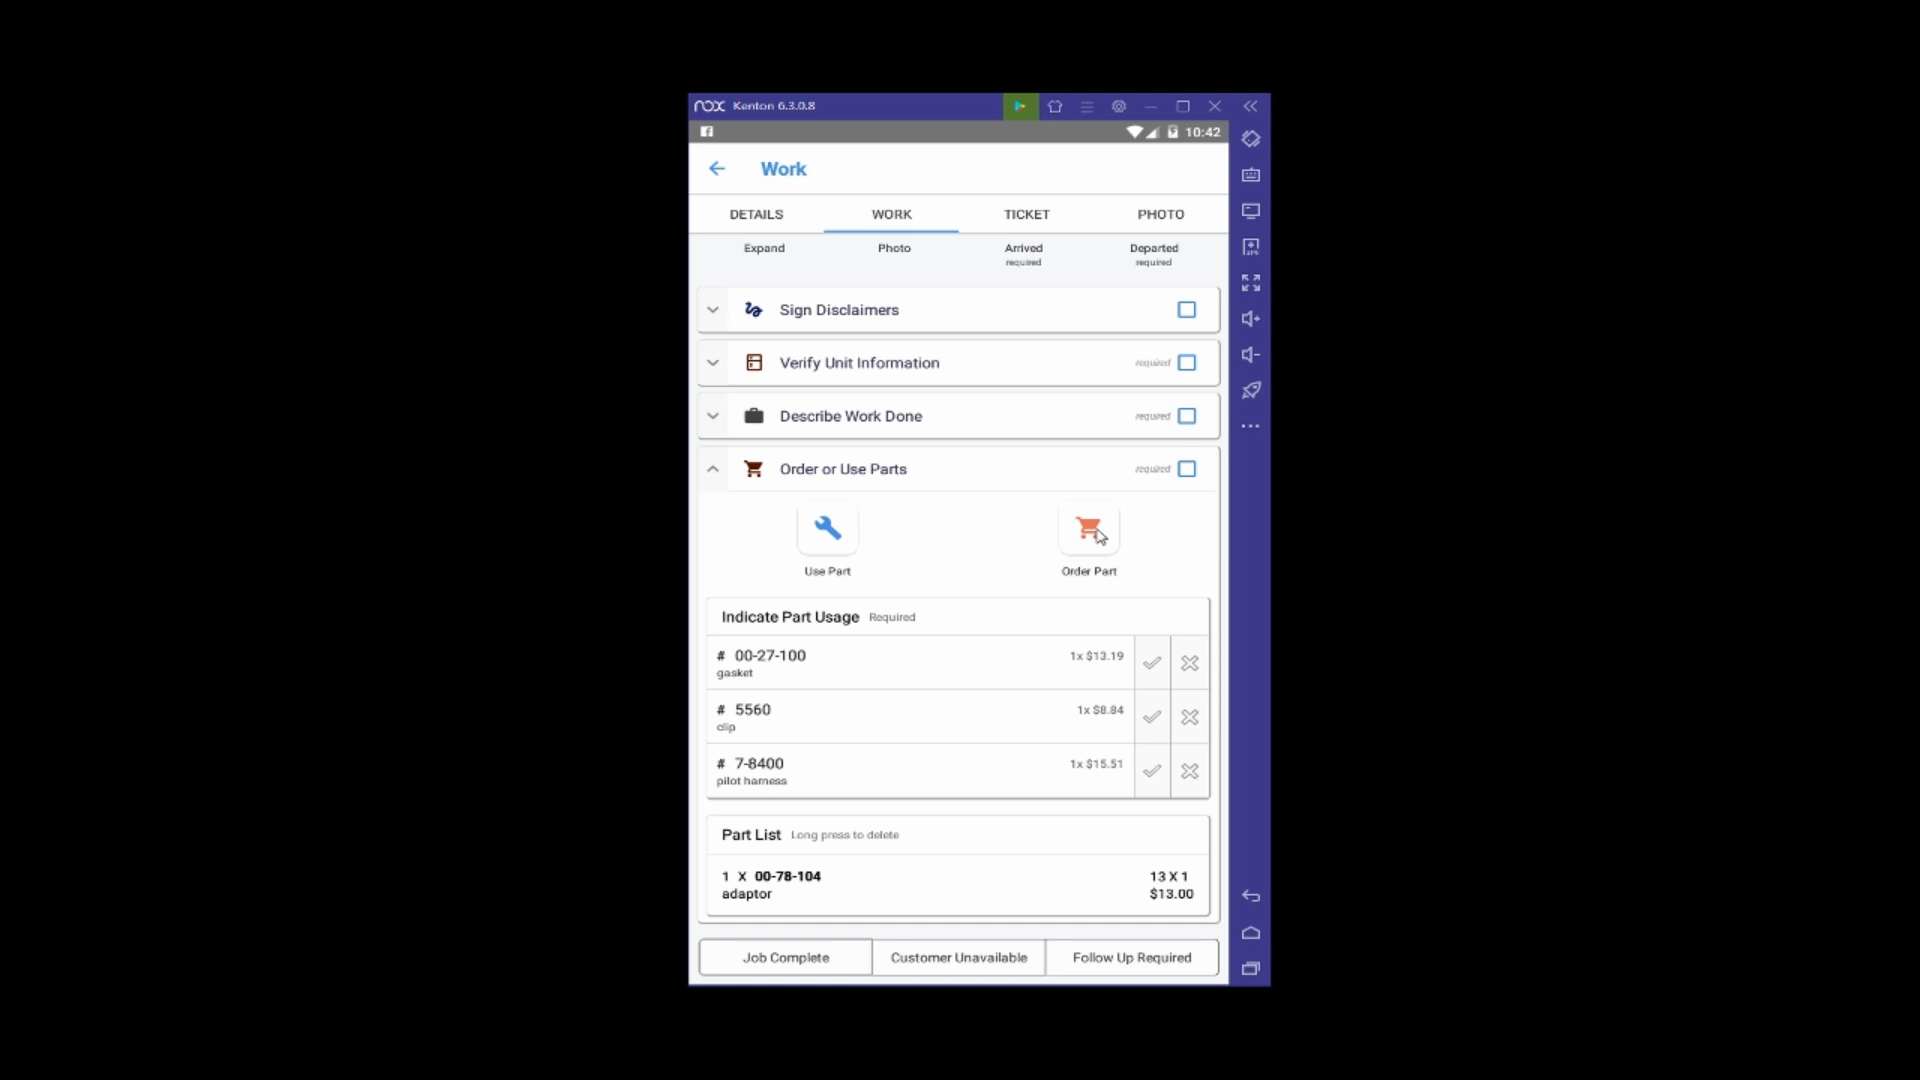 nox Kenton 6.3.0.8
10:42
Work
DETAILS WORK TICKET PHOTO
Expand Photo Arrived Departed
required required
Sign Disclaimers
Verify Unit Information required
Describe Work Done required
Order or Use Parts required
Use Part Order Part
Indicate Part Usage Required
# 00-27-100 1x $13.19
gasket
# 5560 1x $8.84
clip
# 7-8400 1x $15.51
pilot harness
Part List Long press to delete
1 X 00-78-104 13 X 1
adaptor $13.00
Job Complete Customer Unavailable Follow Up Required